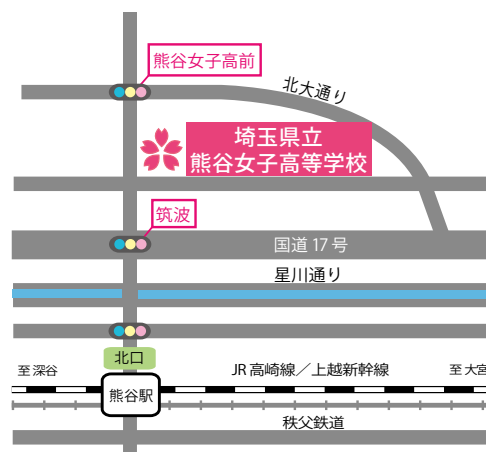 熊谷女子高前
北大通り
埼玉県立
熊谷女子高等学校
筑波
国道 17 号
星川通り
北口
至 深谷
JR 高崎線／上越新幹線
至 大宮
熊谷駅
秩父鉄道